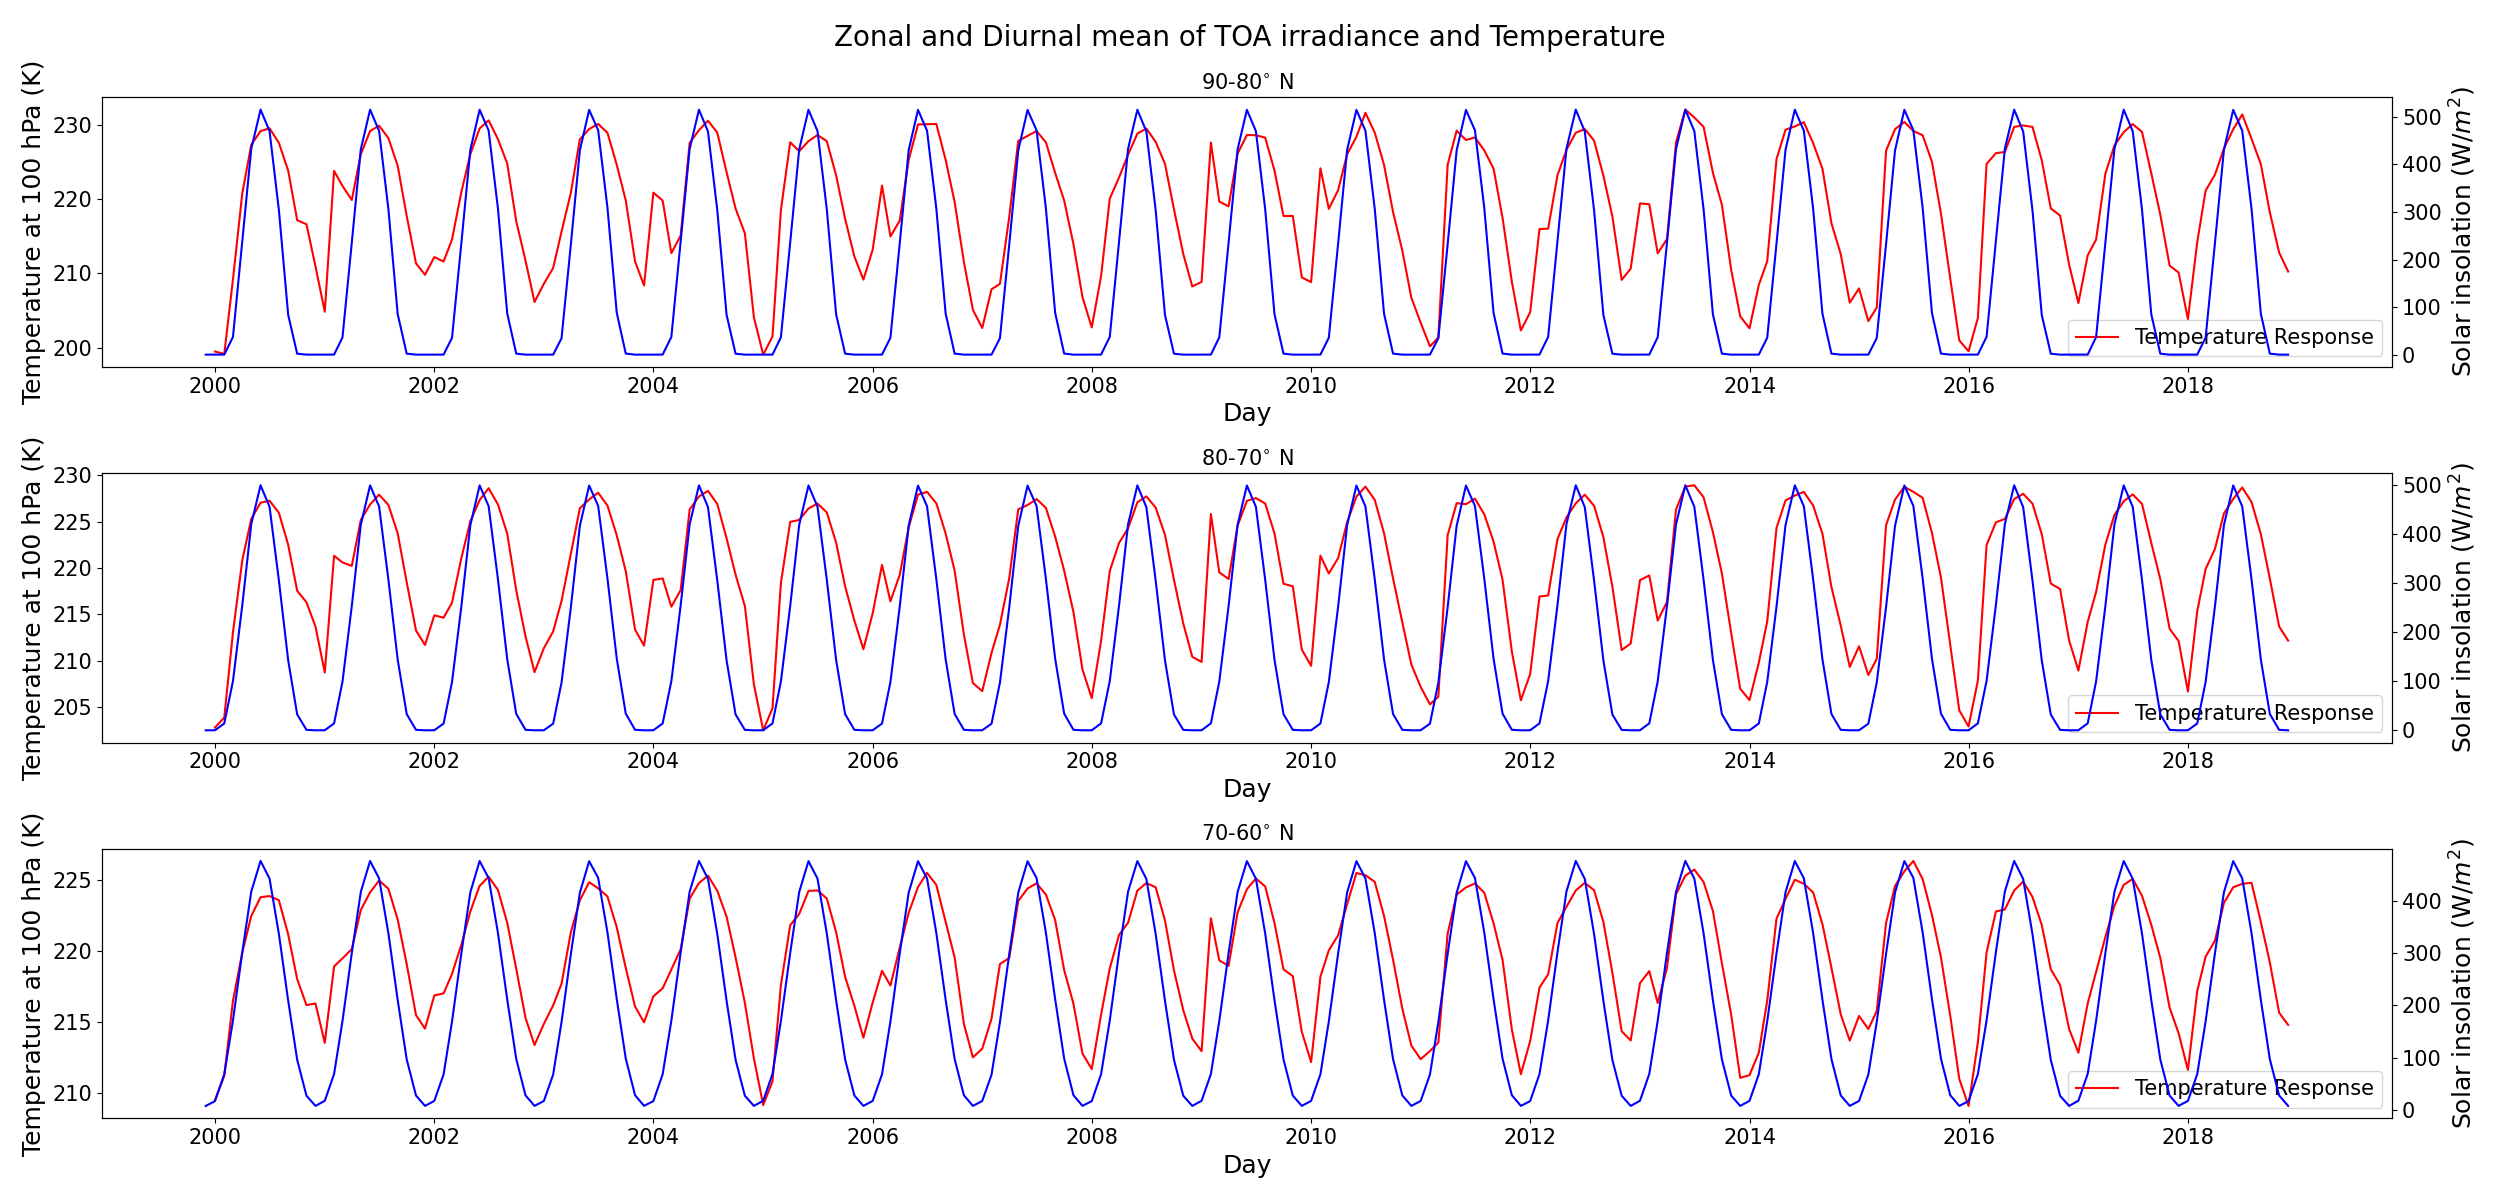 Zonal and Diurnal mean of TOA irradiance and Temperature
90-80° N
Temperature at 100 hPa (K)
230
220
210
200
500
400
300
200
100
0
Solar insolation (W/m²)
Temperature Response
2000 2002 2004 2006 2008 2010 2012 2014 2016 2018
Day
80-70° N
Temperature at 100 hPa (K)
230
225
220
215
210
205
500
400
300
200
100
0
Solar insolation (W/m²)
Temperature Response
2000 2002 2004 2006 2008 2010 2012 2014 2016 2018
Day
70-60° N
Temperature at 100 hPa (K)
225
220
215
210
400
300
200
100
0
Solar insolation (W/m²)
Temperature Response
2000 2002 2004 2006 2008 2010 2012 2014 2016 2018
Day